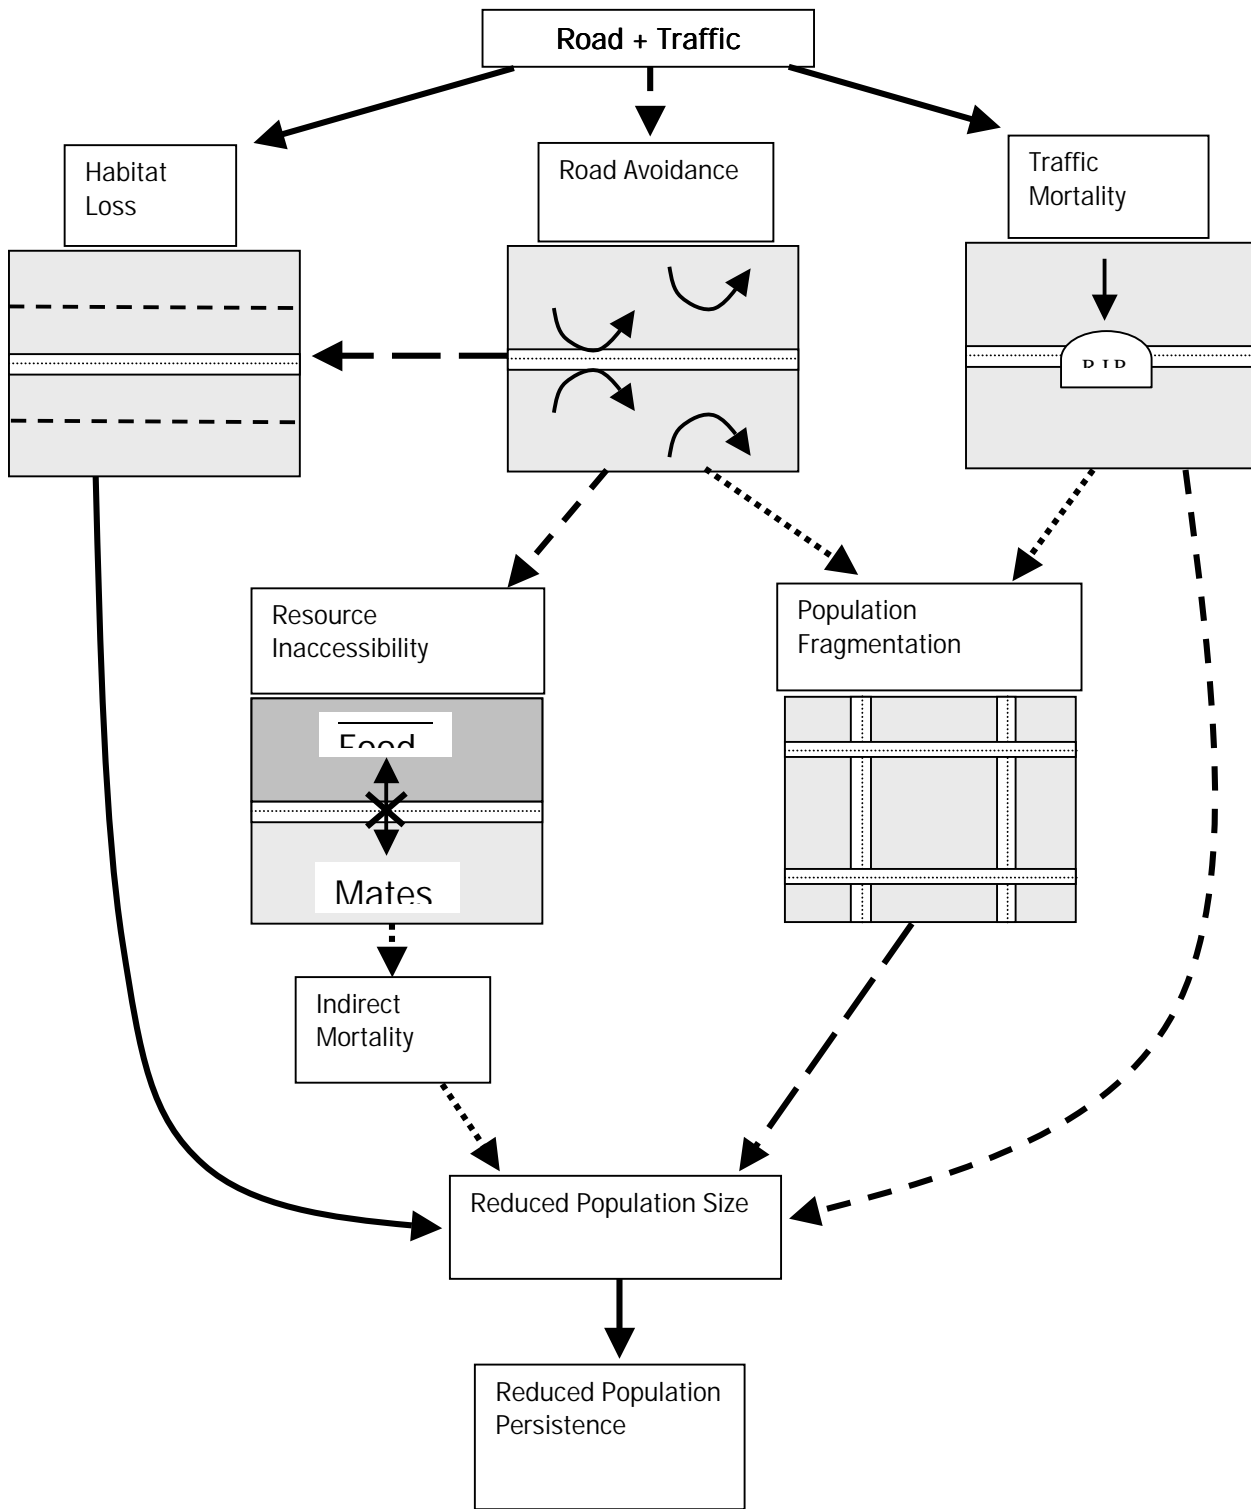 Road + Traffic
Habitat
Loss
Road Avoidance
Traffic
Mortality
Resource
Inaccessibility
Population
Fragmentation
Food
Mates
Indirect
Mortality
Reduced Population Size
Reduced Population
Persistence